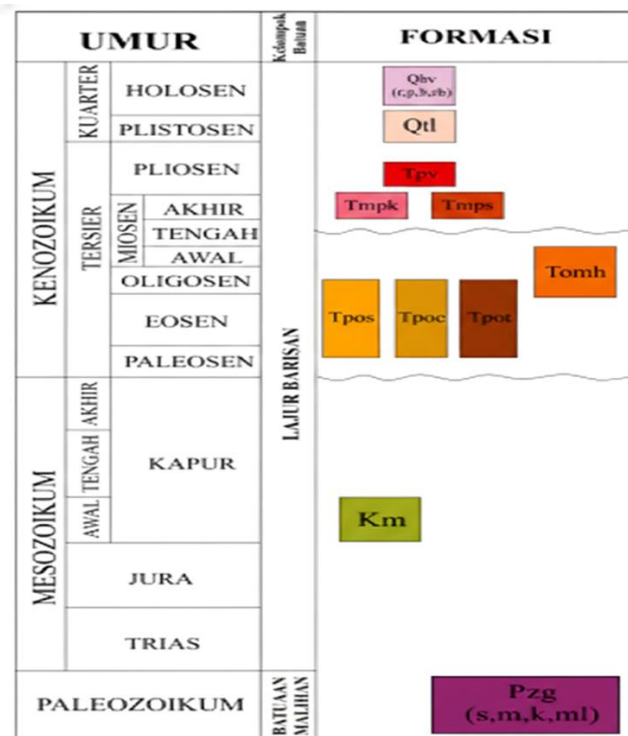 UMUR
Kelompok
Batuan
FORMASI
KENOZOIKUM
KUARTER
HOLOSEN
Qhv
(r,p,b,sb)
PLISTOSEN
Qtl
TERSIER
PLIOSEN
Tpv
MIOSEN
AKHIR
Tmpk
Tmps
TENGAH
AWAL
Tomh
OLIGOSEN
Tpos
Tpoc
Tpot
EOSEN
PALEOSEN
LAJUR BARISAN
MESOZOIKUM
AKHIR
TENGAH
AWAL
KAPUR
Km
JURA
TRIAS
PALEOZOIKUM
BATUAAN
MALIHAN
Pzg
(s,m,k,ml)